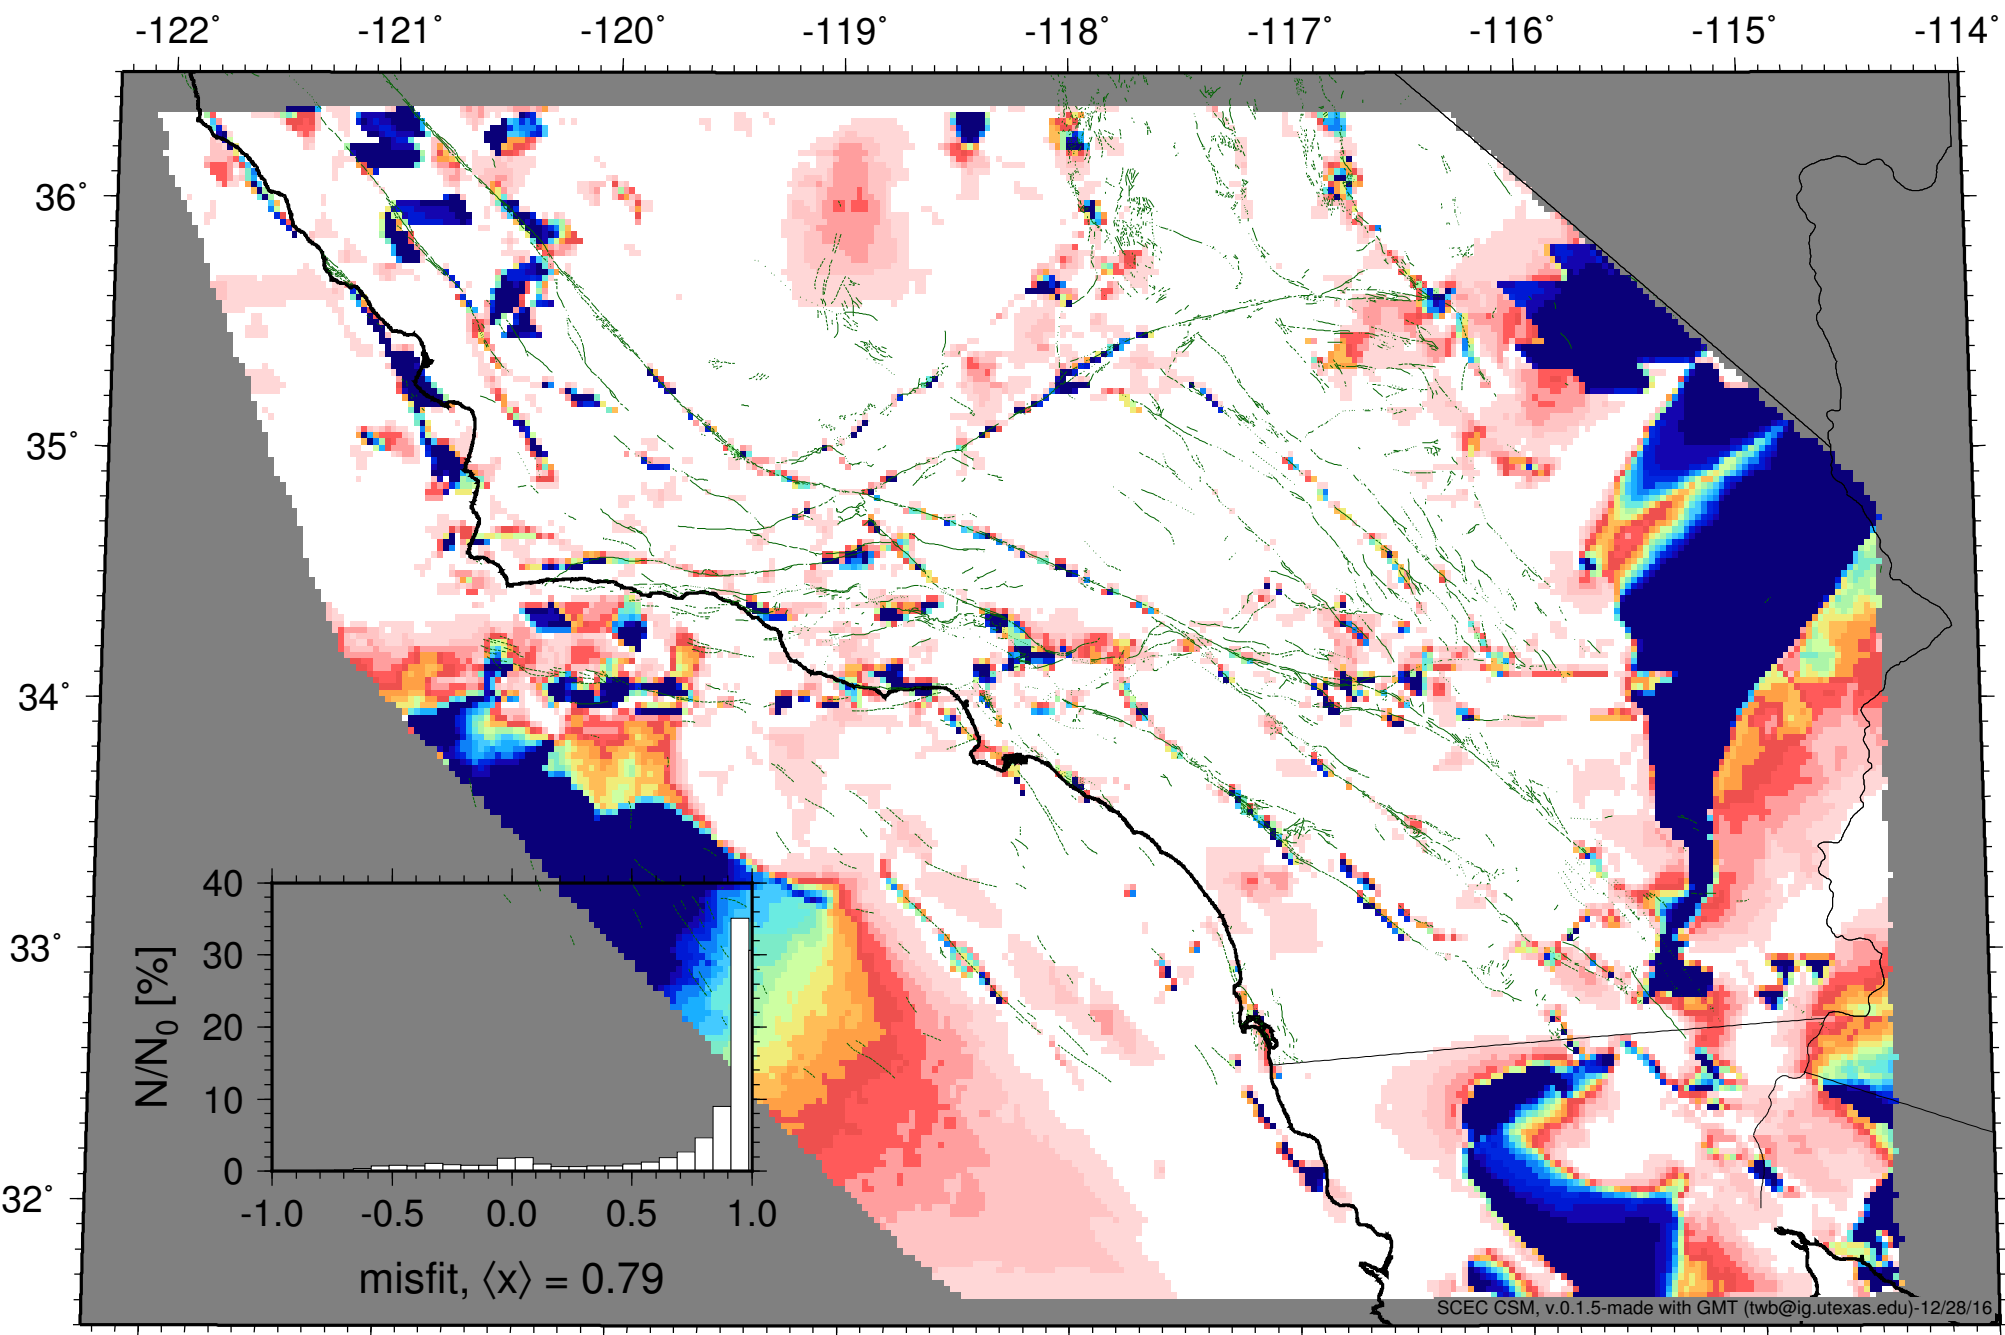 -122˚ -121˚ -120˚ -119˚ -118˚ -117˚ -116˚ -115˚ -114˚
36˚
35˚
34˚
33˚
32˚
40
30
20
10
0
N/N0 [%]
-1.0 -0.5 0.0 0.5 1.0
misfit, ⟨x⟩ = 0.79
SCEC CSM, v.0.1.5-made with GMT (twb@ig.utexas.edu)-12/28/16